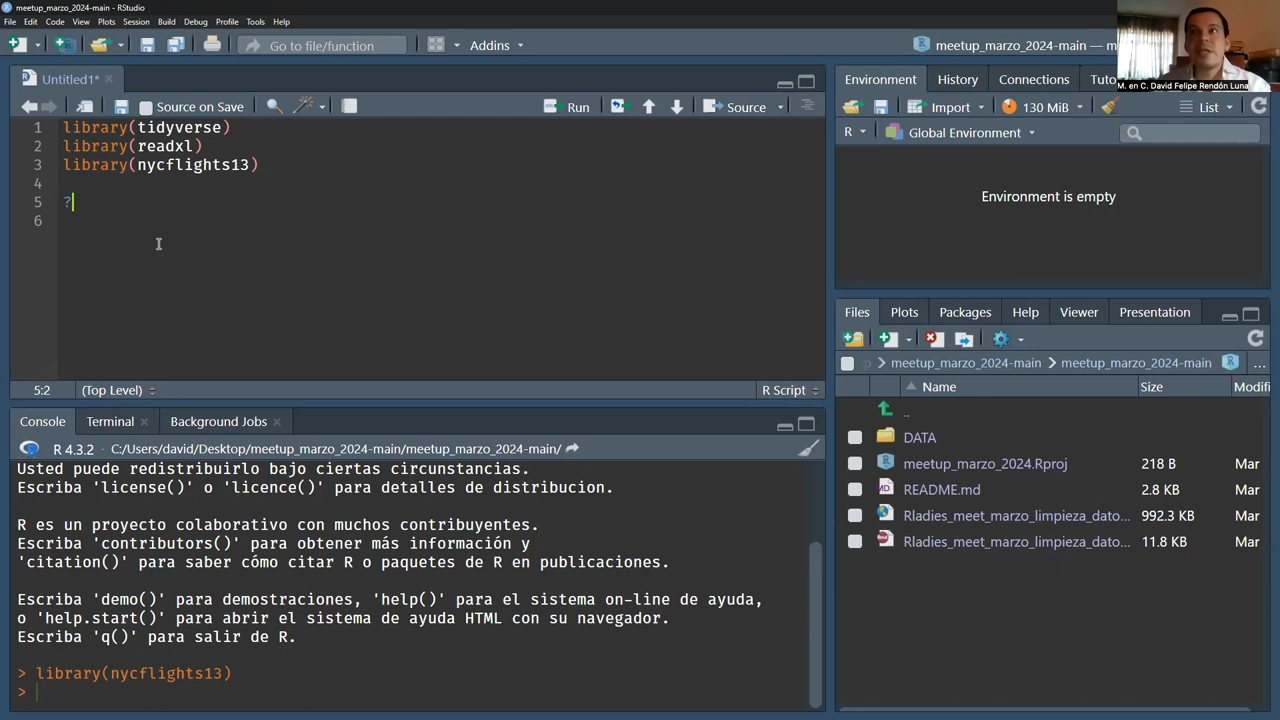 meetup_marzo_2024-main - RStudio
File Edit Code View Plots Session Build Debug Profile Tools Help
Go to file/function
Addins
meetup_marzo_2024-main —
M. en C. David Felipe Rendón Luna
Untitled1*
Source on Save
Run
Source
1 library(tidyverse)
2 library(readxl)
3 library(nycflights13)
4
5 ?
6
5:2 (Top Level) R Script
Console Terminal Background Jobs
R 4.3.2 · C:/Users/david/Desktop/meetup_marzo_2024-main/meetup_marzo_2024-main/
Usted puede redistribuirlo bajo ciertas circunstancias.
Escriba 'license()' o 'licence()' para detalles de distribucion.
R es un proyecto colaborativo con muchos contribuyentes.
Escriba 'contributors()' para obtener más información y
'citation()' para saber cómo citar R o paquetes de R en publicaciones.
Escriba 'demo()' para demostraciones, 'help()' para el sistema on-line de ayuda,
o 'help.start()' para abrir el sistema de ayuda HTML con su navegador.
Escriba 'q()' para salir de R.
> library(nycflights13)
>
Environment History Connections Tuto
Import 130 MiB List
R Global Environment
Environment is empty
Files Plots Packages Help Viewer Presentation
p > meetup_marzo_2024-main > meetup_marzo_2024-main ...
Name Size Modifi
..
DATA
meetup_marzo_2024.Rproj 218 B Mar
README.md 2.8 KB Mar
Rladies_meet_marzo_limpieza_dato... 992.3 KB Mar
Rladies_meet_marzo_limpieza_dato... 11.8 KB Mar